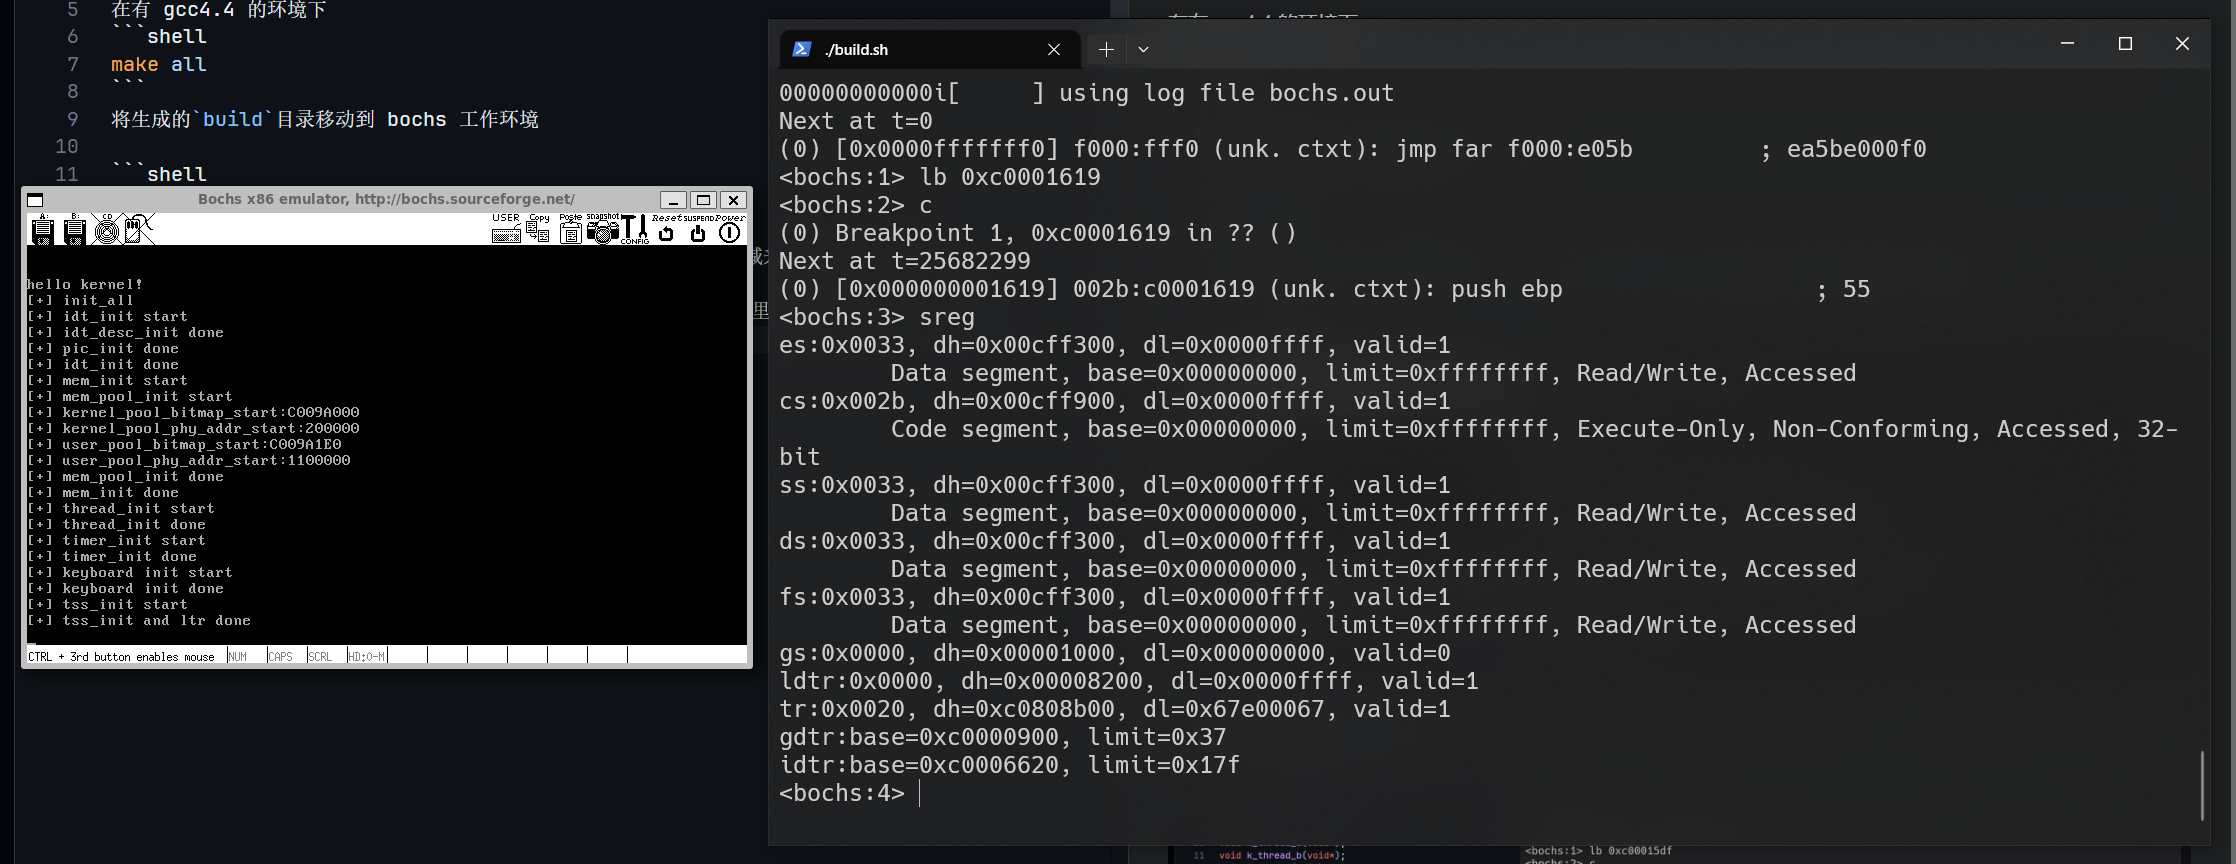 5 在有 gcc4.4 的环境下
6 ```shell
7 make all
8 ```
9 将生成的`build`目录移动到 bochs 工作环境
10
11 ```shell
Bochs x86 emulator, http://bochs.sourceforge.net/
A: B: CD USER Copy Paste snapshot CONFIG Reset SUSPEND Power
hello kernel!
[+] init_all
[+] idt_init start
[+] idt_desc_init done
[+] pic_init done
[+] idt_init done
[+] mem_init start
[+] mem_pool_init start
[+] kernel_pool_bitmap_start:C009A000
[+] kernel_pool_phy_addr_start:200000
[+] user_pool_bitmap_start:C009A1E0
[+] user_pool_phy_addr_start:1100000
[+] mem_pool_init done
[+] mem_init done
[+] thread_init start
[+] thread_init done
[+] timer_init start
[+] timer_init done
[+] keyboard init start
[+] keyboard init done
[+] tss_init start
[+] tss_init and ltr done
CTRL + 3rd button enables mouse NUM CAPS SCRL HD:0-M
里
./build.sh
00000000000i[      ] using log file bochs.out
Next at t=0
(0) [0x0000fffffff0] f000:fff0 (unk. ctxt): jmp far f000:e05b         ; ea5be000f0
<bochs:1> lb 0xc0001619
<bochs:2> c
(0) Breakpoint 1, 0xc0001619 in ?? ()
Next at t=25682299
(0) [0x000000001619] 002b:c0001619 (unk. ctxt): push ebp                 ; 55
<bochs:3> sreg
es:0x0033, dh=0x00cff300, dl=0x0000ffff, valid=1
Data segment, base=0x00000000, limit=0xffffffff, Read/Write, Accessed
cs:0x002b, dh=0x00cff900, dl=0x0000ffff, valid=1
Code segment, base=0x00000000, limit=0xffffffff, Execute-Only, Non-Conforming, Accessed, 32-
bit
ss:0x0033, dh=0x00cff300, dl=0x0000ffff, valid=1
Data segment, base=0x00000000, limit=0xffffffff, Read/Write, Accessed
ds:0x0033, dh=0x00cff300, dl=0x0000ffff, valid=1
Data segment, base=0x00000000, limit=0xffffffff, Read/Write, Accessed
fs:0x0033, dh=0x00cff300, dl=0x0000ffff, valid=1
Data segment, base=0x00000000, limit=0xffffffff, Read/Write, Accessed
gs:0x0000, dh=0x00001000, dl=0x00000000, valid=0
ldtr:0x0000, dh=0x00008200, dl=0x0000ffff, valid=1
tr:0x0020, dh=0xc0808b00, dl=0x67e00067, valid=1
gdtr:base=0xc0000900, limit=0x37
idtr:base=0xc0006620, limit=0x17f
<bochs:4>
11 void k_thread_b(void*);
<bochs:1> lb 0xc00015df